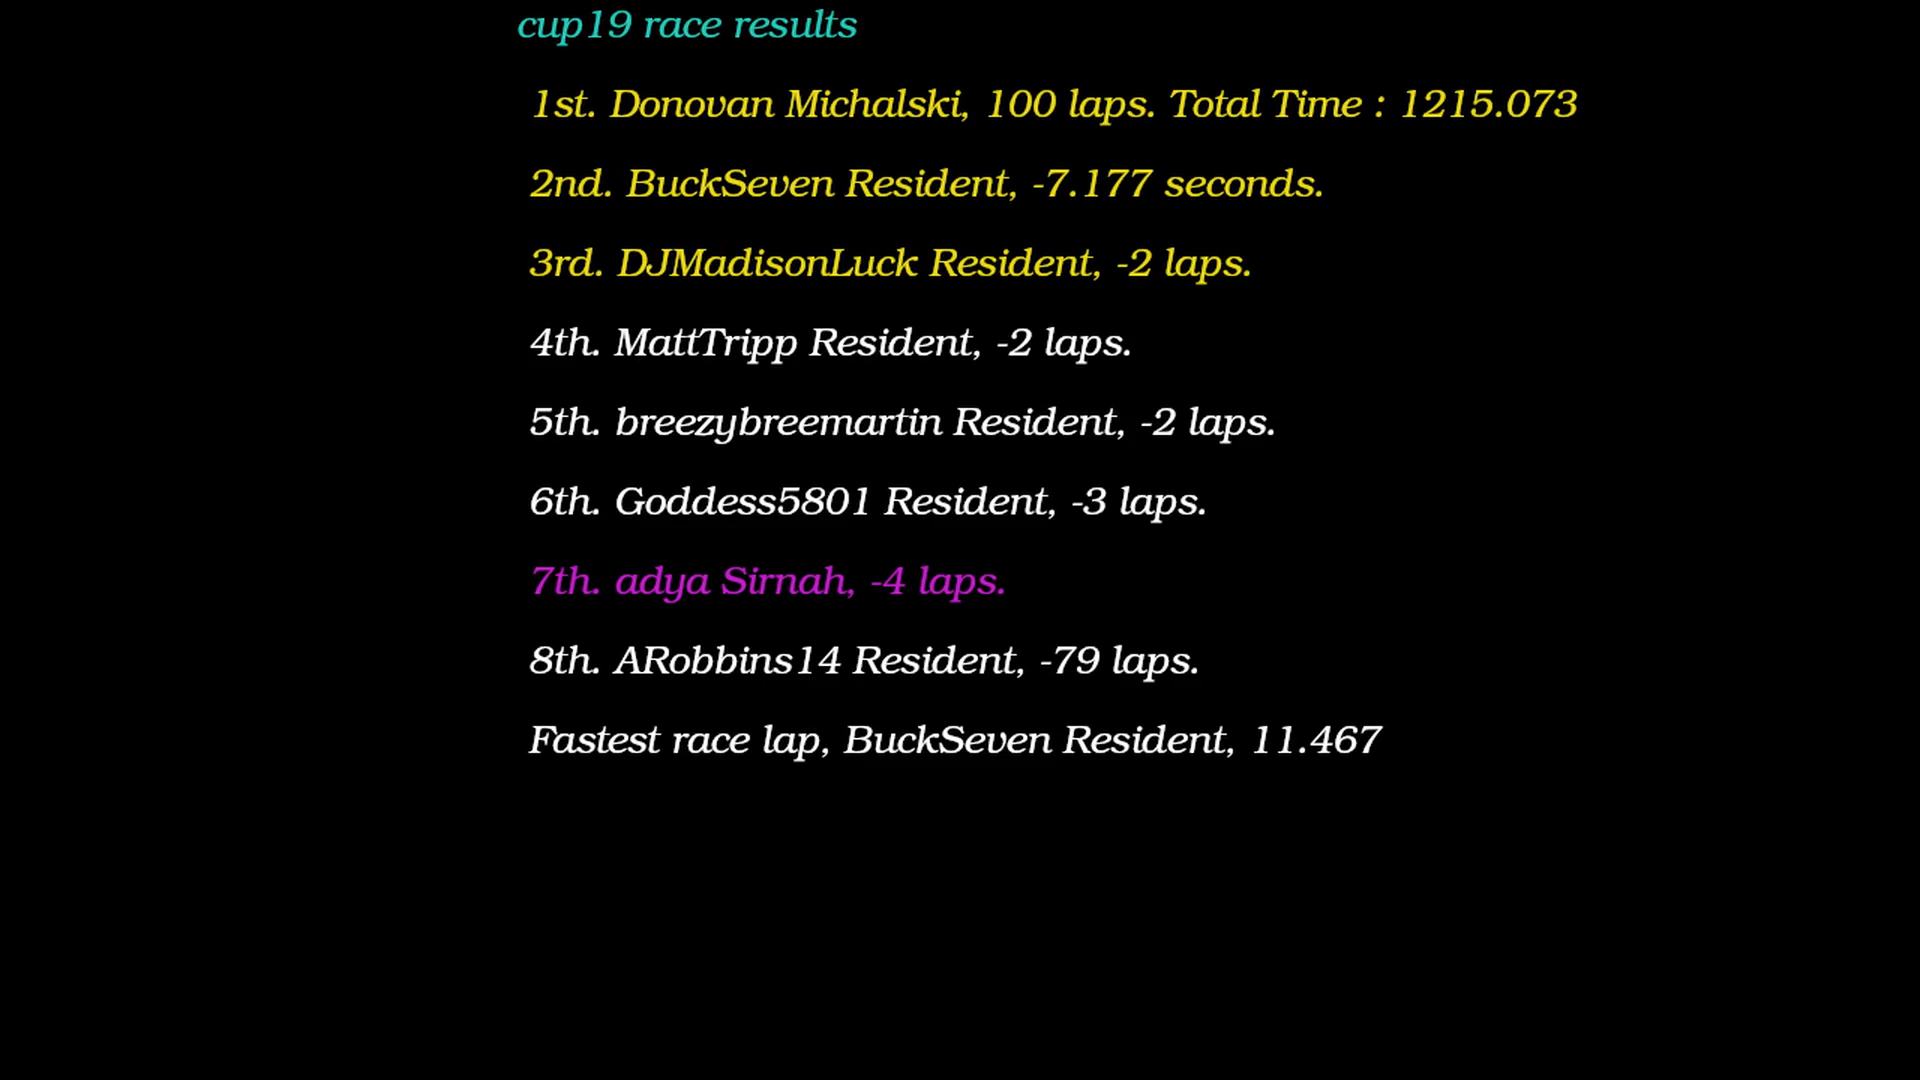 cup19 race results
1st. Donovan Michalski, 100 laps. Total Time : 1215.073
2nd. BuckSeven Resident, -7.177 seconds.
3rd. DJMadisonLuck Resident, -2 laps.
4th. MattTripp Resident, -2 laps.
5th. breezybreemartin Resident, -2 laps.
6th. Goddess5801 Resident, -3 laps.
7th. adya Sirnah, -4 laps.
8th. ARobbins14 Resident, -79 laps.
Fastest race lap, BuckSeven Resident, 11.467